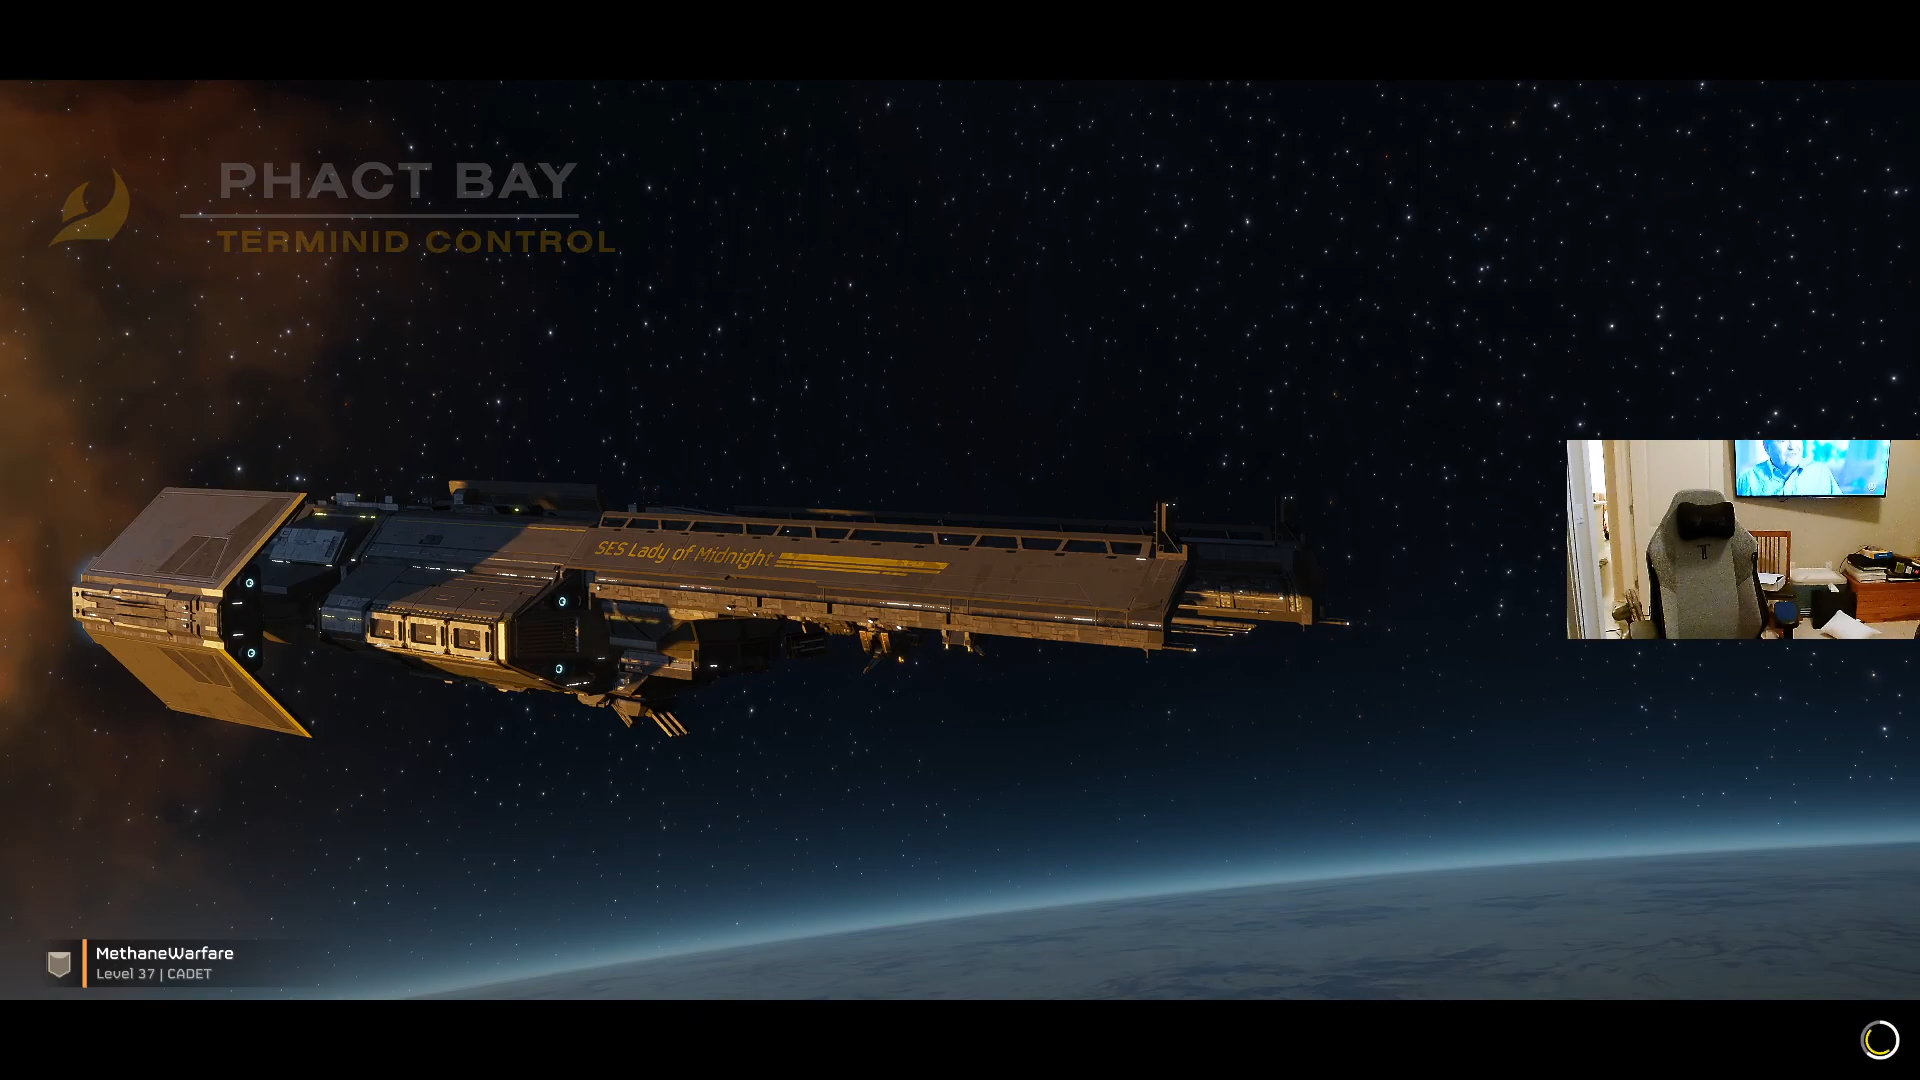 PHACT BAY
TERMINID CONTROL
SES Lady of Midnight
MethaneWarfare
Level 37 | CADET